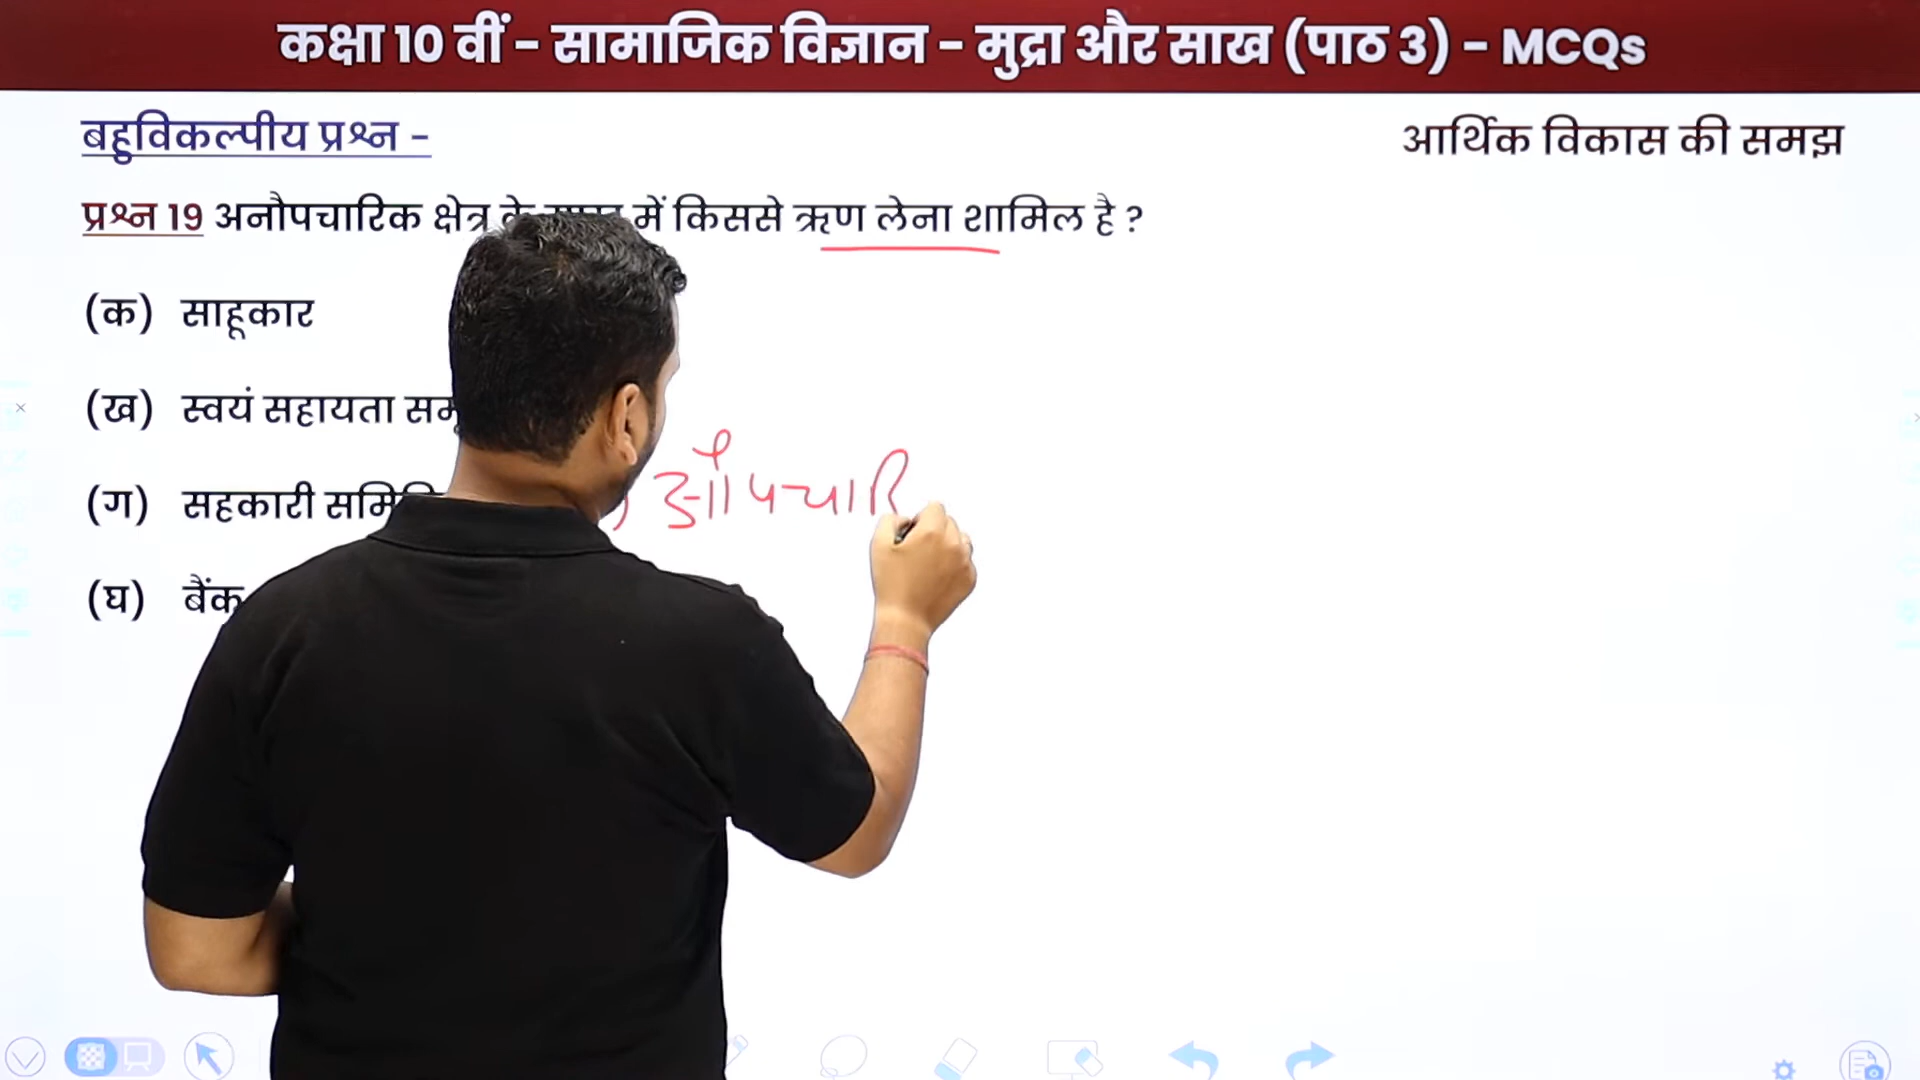 कक्षा 10 वीं - सामाजिक विज्ञान - मुद्रा और साख (पाठ 3) - MCQs
बहुविकल्पीय प्रश्न -
आर्थिक विकास की समझ
प्रश्न 19 अनौपचारिक क्षेत्र के में किससे ऋण लेना शामिल है ?
(क) साहूकार
(ख) स्वयं सहायता
(ग) सहकारी
(घ) बैंक
औपचारि